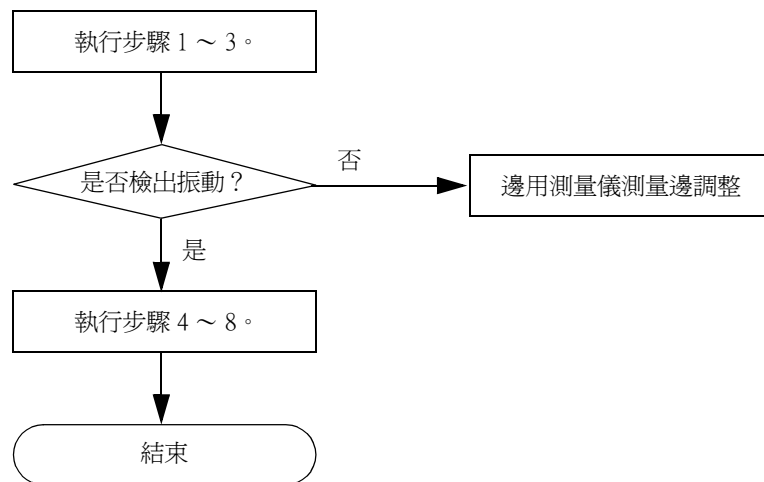 執行步驟 1 ～ 3。
是否檢出振動？
否
邊用測量儀測量邊調整
是
執行步驟 4 ～ 8。
結束